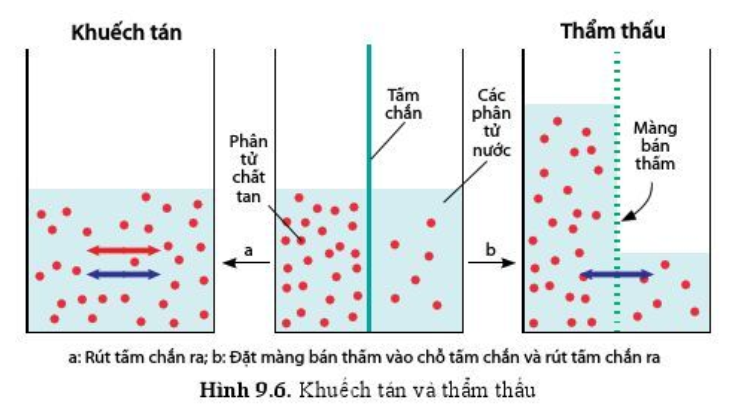 Khuếch tán
Thẩm thấu
Tấm
chắn
Các
phân
tử
nước
Phân
tử
chất
tan
Màng
bán
thấm
a
b
a: Rút tấm chắn ra; b: Đặt màng bán thấm vào chỗ tấm chắn và rút tấm chắn ra
Hình 9.6. Khuếch tán và thẩm thấu